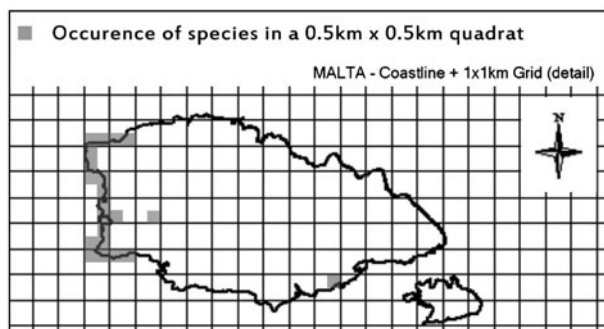 Occurence of species in a 0.5km x 0.5km quadrat
MALTA - Coastline + 1x1km Grid (detail)
N